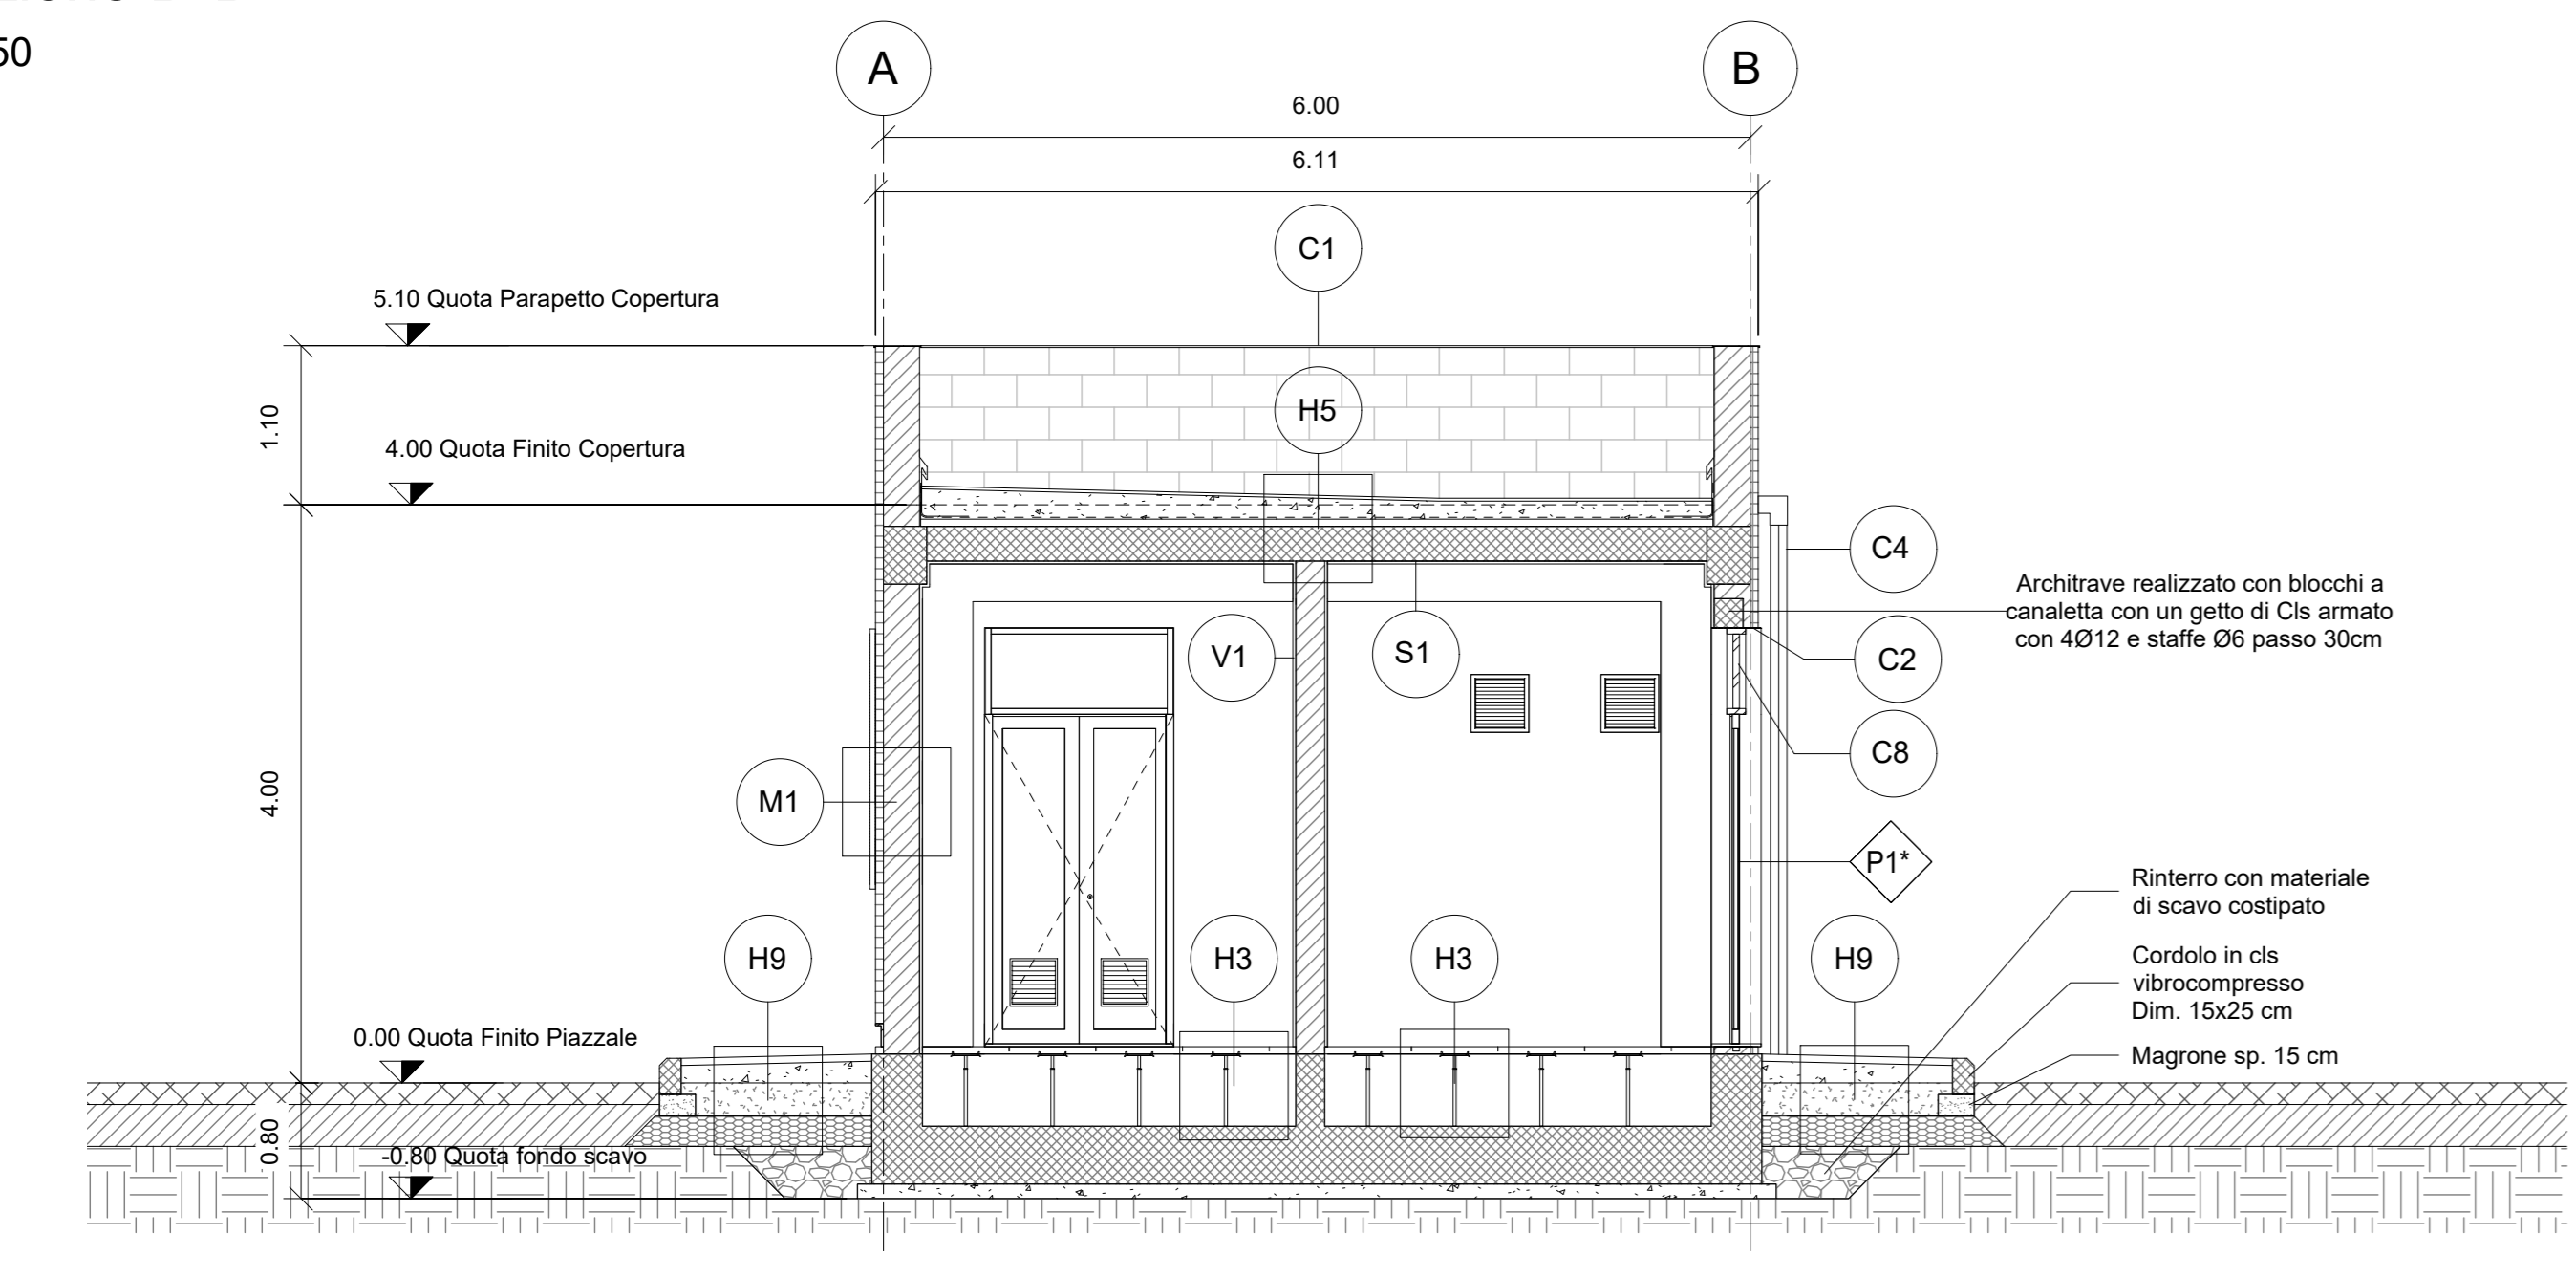 50
A
B
6.00
6.11
C1
5.10 Quota Parapetto Copertura
H5
1.10
4.00 Quota Finito Copertura
C4
Architrave realizzato con blocchi a
canaletta con un getto di Cls armato
con 4Ø12 e staffe Ø6 passo 30cm
V1
S1
C2
C8
4.00
M1
P1*
Rinterro con materiale
di scavo costipato
H9
H3
H3
H9
Cordolo in cls
vibrocompresso
Dim. 15x25 cm
0.00 Quota Finito Piazzale
Magrone sp. 15 cm
0.80
-0.80 Quota fondo scavo